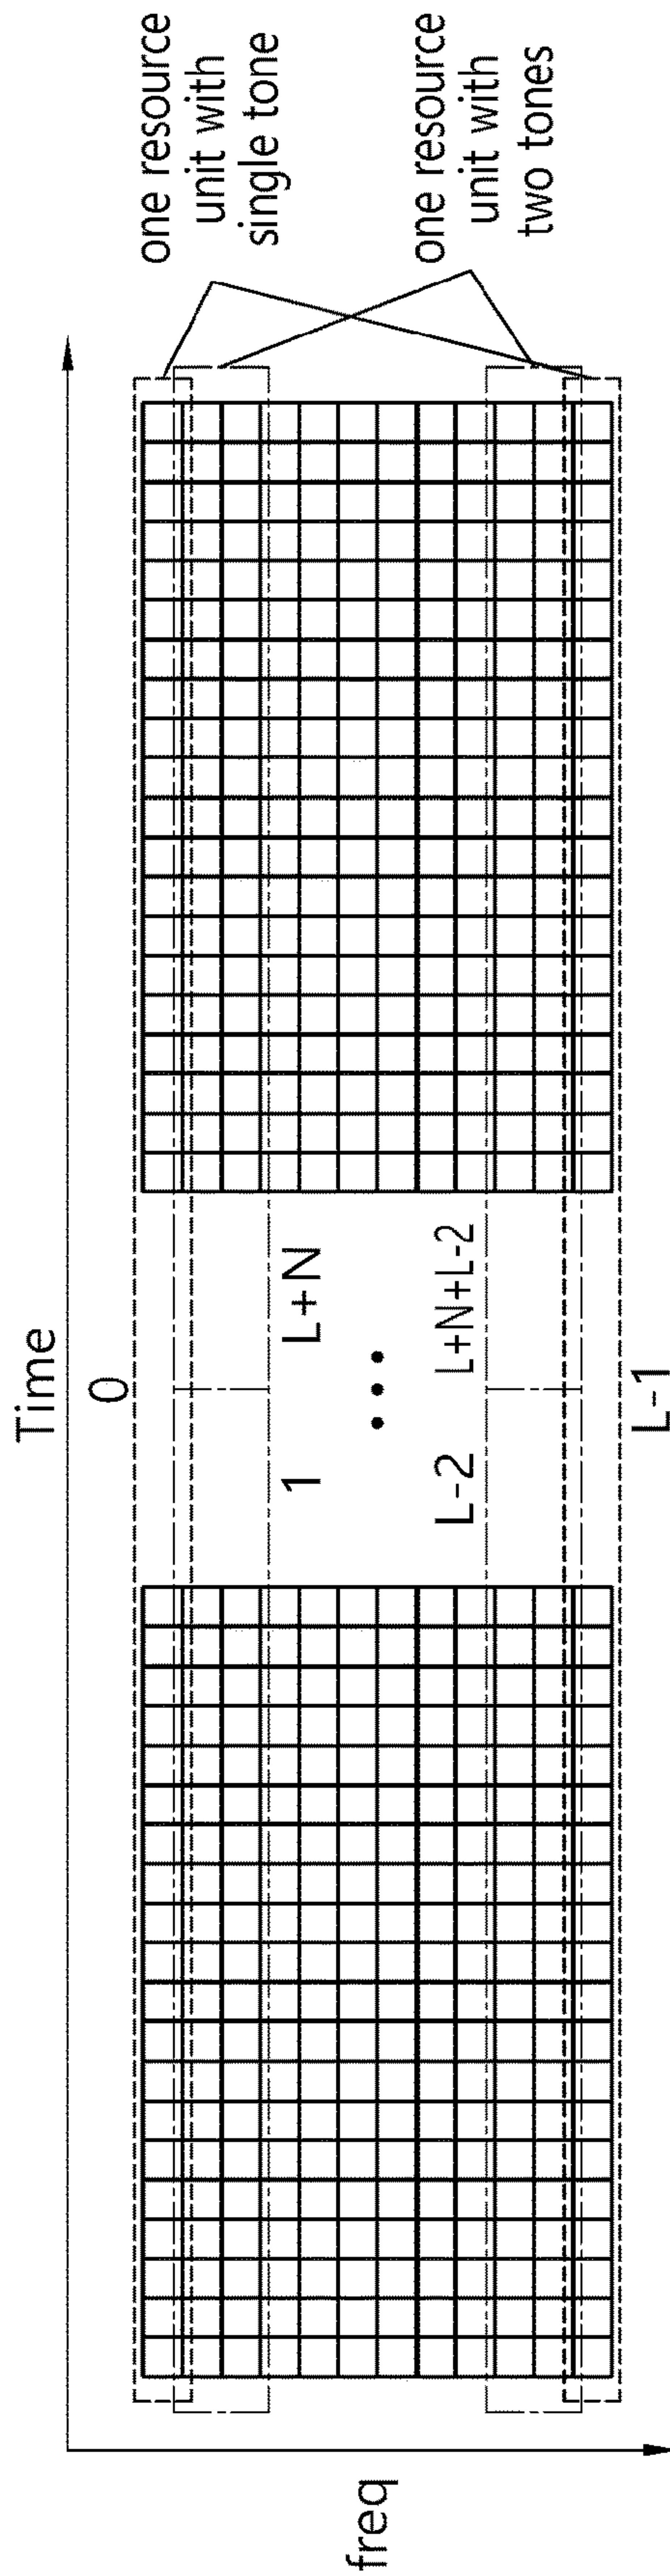 Time
0
one resource
unit with
single tone
1
L+N
•••
L-2
L+N+L-2
one resource
unit with
two tones
L-1
freq